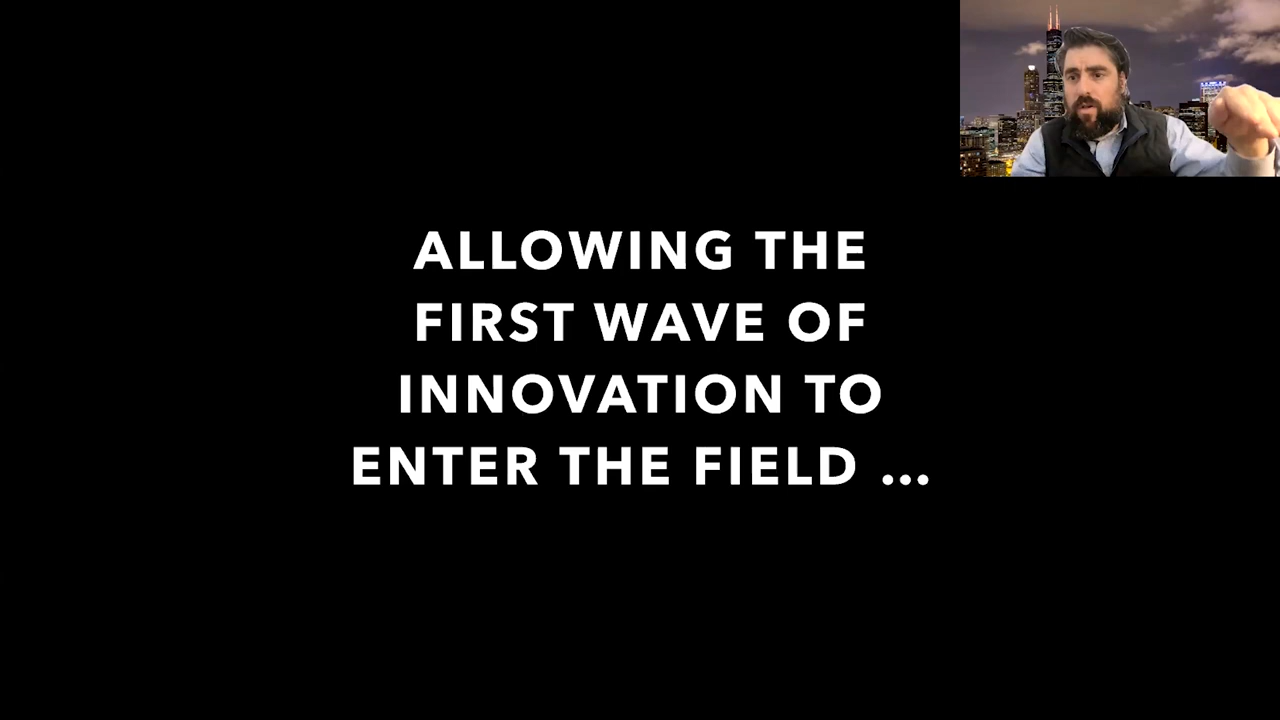 ALLOWING THE
FIRST WAVE OF
INNOVATION TO
ENTER THE FIELD ...